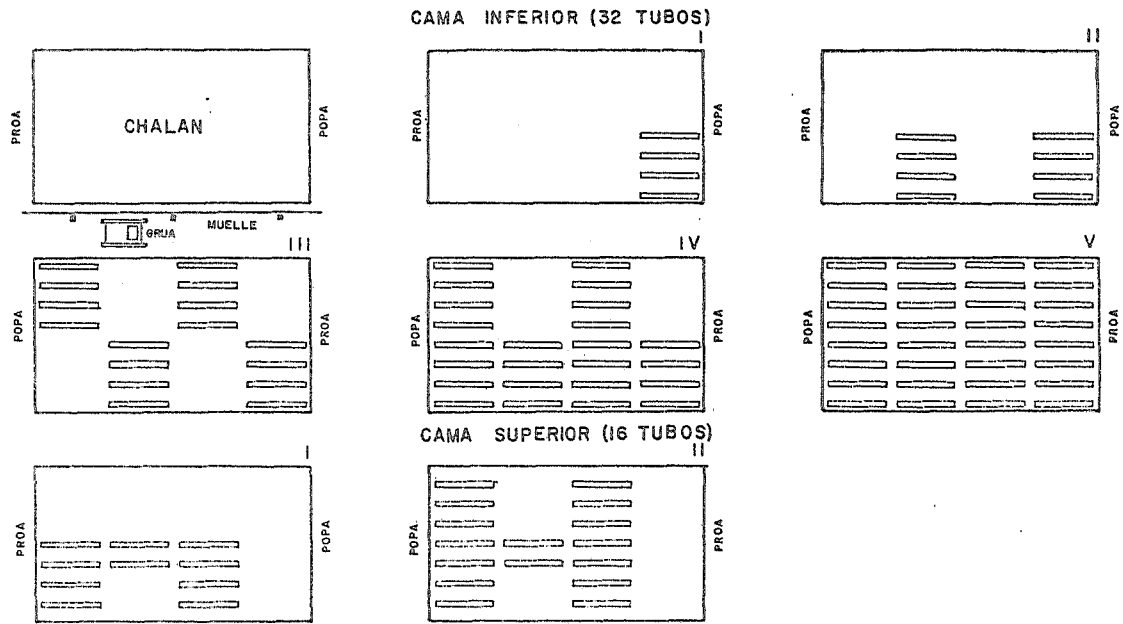 CAMA INFERIOR (32 TUBOS)
I
II
PROA
CHALAN
POPA
PROA
POPA
PROA
POPA
GRUA
MUELLE
III
IV
V
POPA
PROA
POPA
PROA
POPA
PROA
CAMA SUPERIOR (16 TUBOS)
I
II
PROA
POPA
POPA
PROA